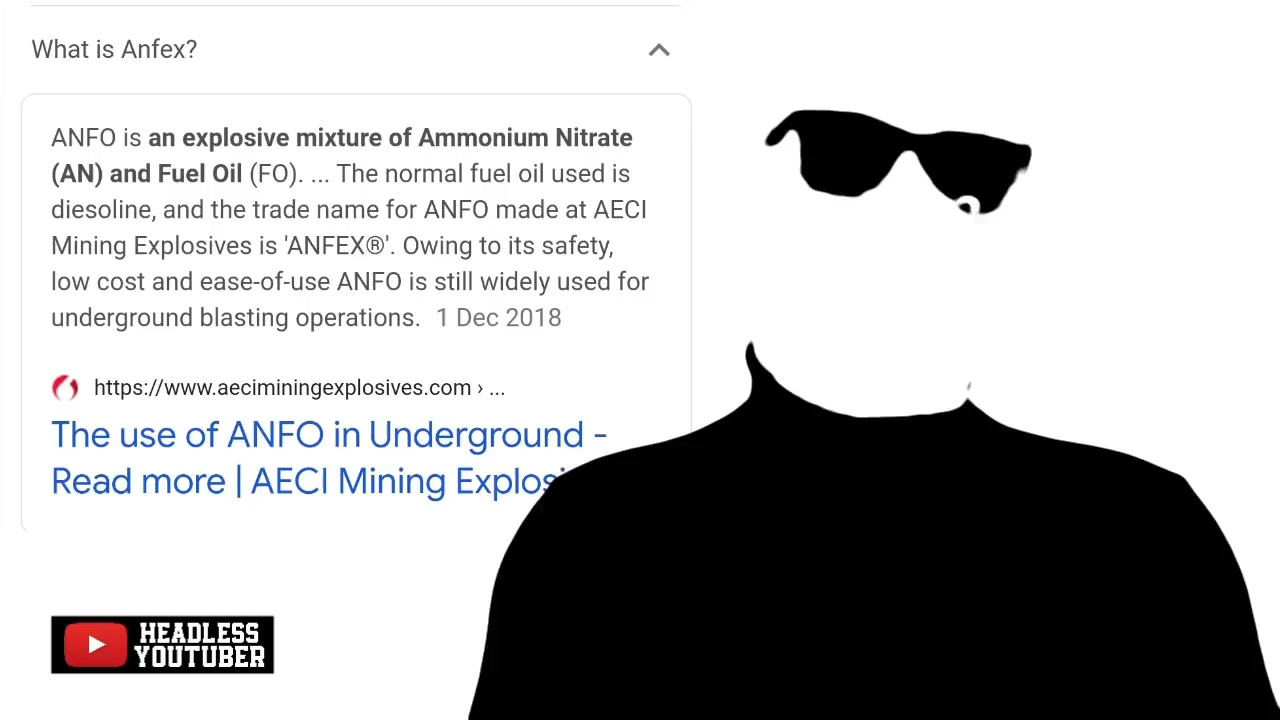 What is Anfex?
ANFO is an explosive mixture of Ammonium Nitrate
(AN) and Fuel Oil (FO). ... The normal fuel oil used is
diesoline, and the trade name for ANFO made at AECI
Mining Explosives is 'ANFEX®'. Owing to its safety,
low cost and ease-of-use ANFO is still widely used for
underground blasting operations. 1 Dec 2018
https://www.aeciminingexplosives.com › ...
The use of ANFO in Underground -
Read more | AECI Mining Explos
HEADLESS
YOUTUBER